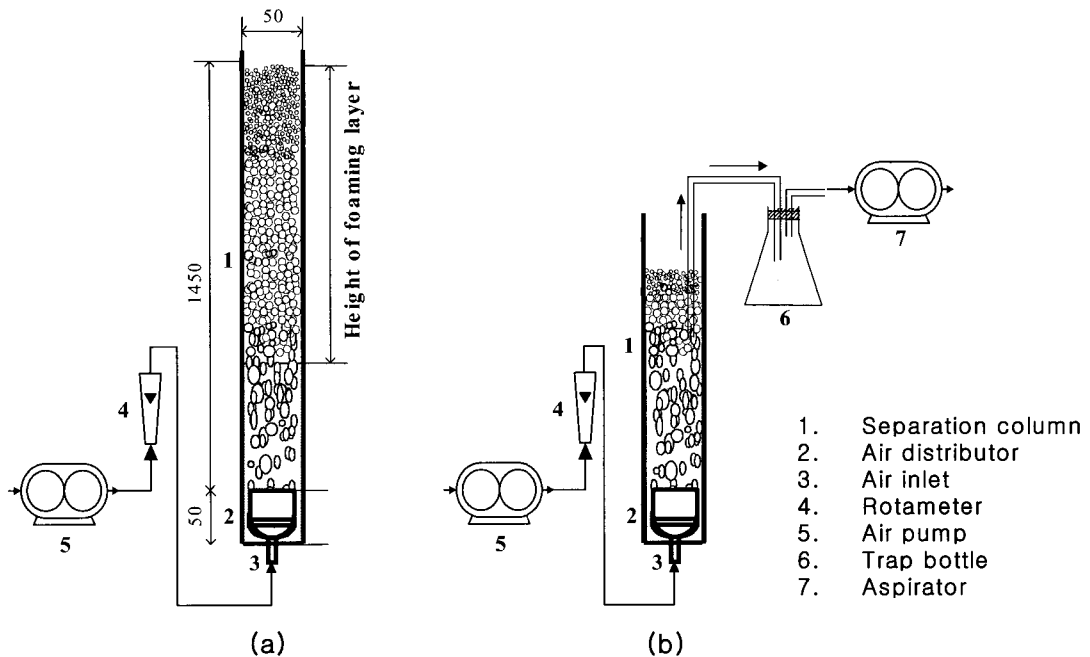 50
1450
50
Height of foaming layer
1
2
3
4
5
(a)
1
2
3
4
5
6
7
(b)
1. Separation column
2. Air distributor
3. Air inlet
4. Rotameter
5. Air pump
6. Trap bottle
7. Aspirator